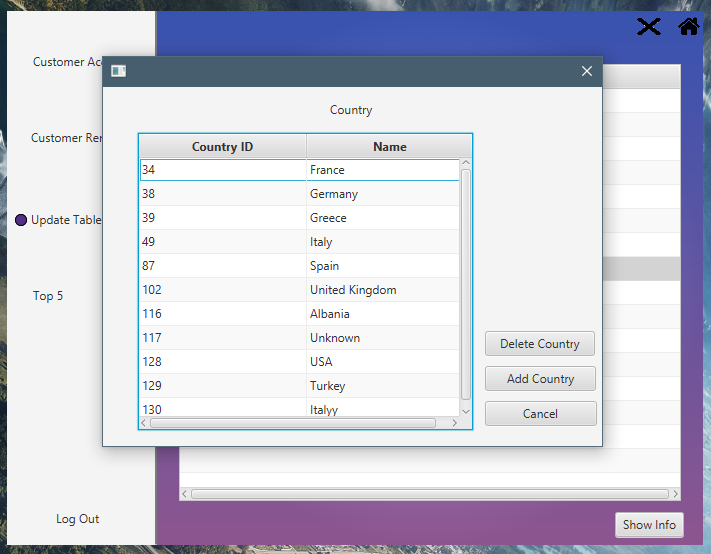 Customer Acc
Customer Ren
Update Table
Top 5
Log Out
Country
Country ID Name
34 France
38 Germany
39 Greece
49 Italy
87 Spain
102 United Kingdom
116 Albania
117 Unknown
128 USA
129 Turkey
130 Italyy
Delete Country
Add Country
Cancel
Show Info